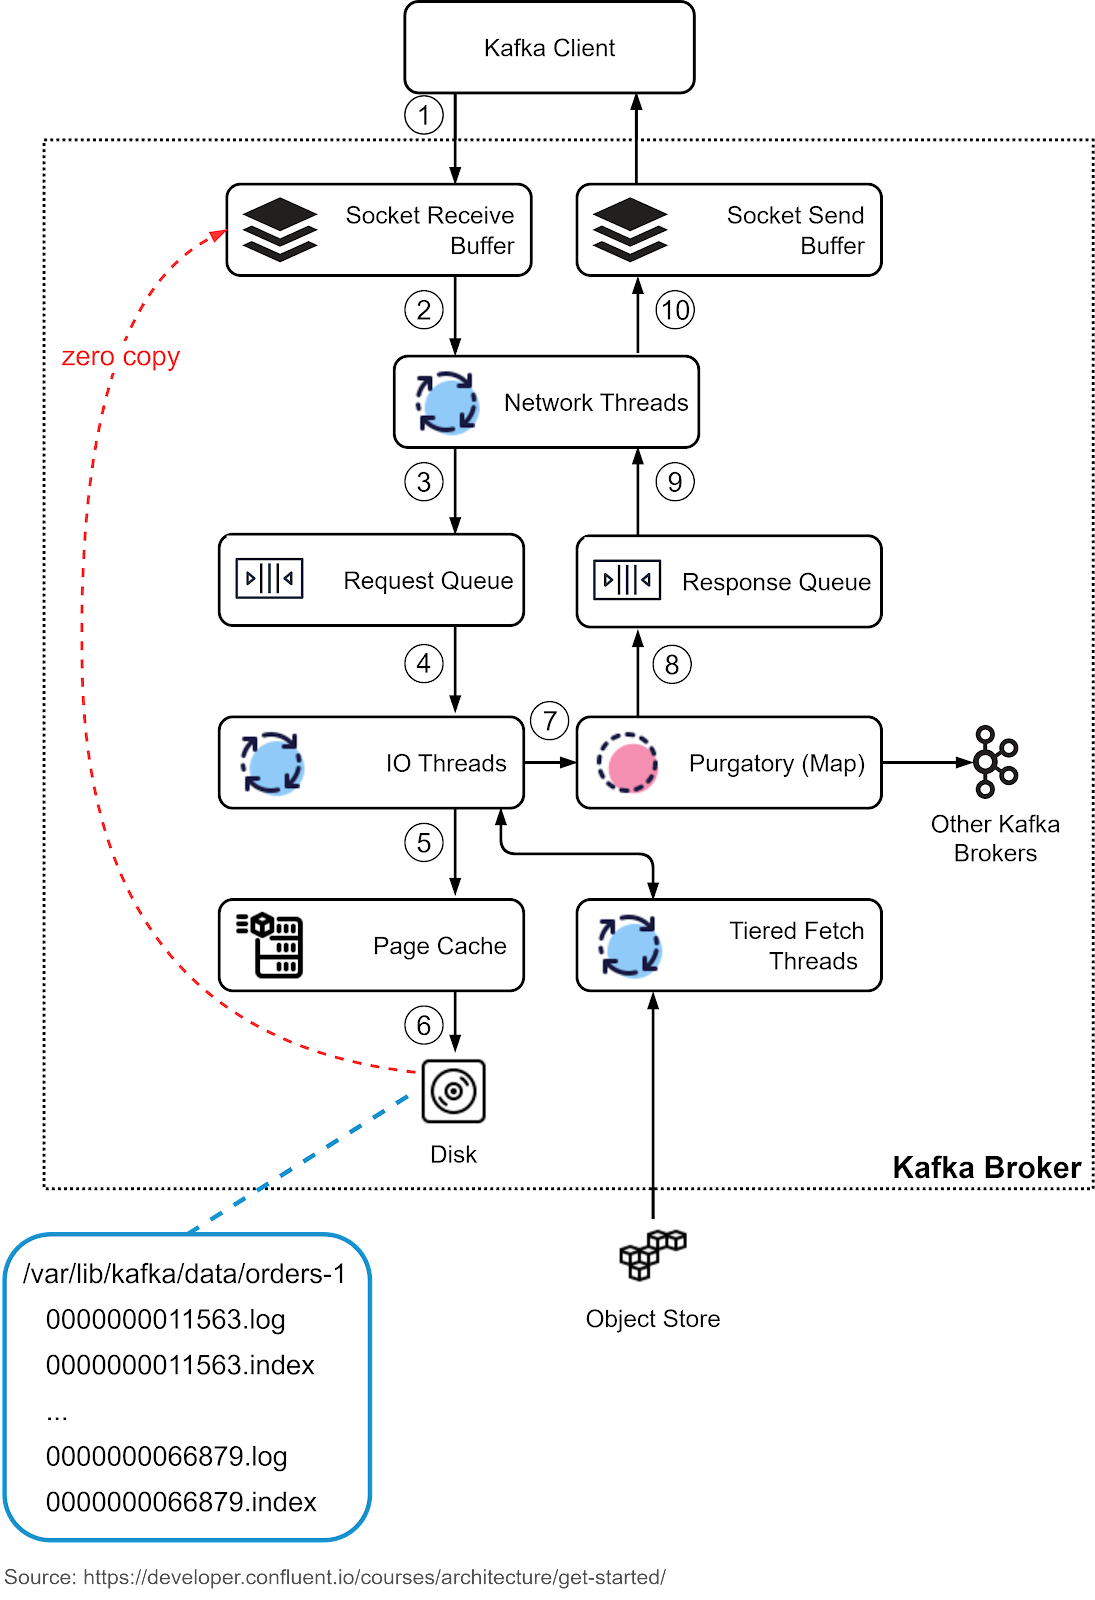 Kafka Client
1
Socket Receive
Buffer
Socket Send
Buffer
2
10
zero copy
Network Threads
3
9
Request Queue
Response Queue
4
8
7
IO Threads
Purgatory (Map)
Other Kafka
Brokers
5
Page Cache
Tiered Fetch
Threads
6
Disk
Kafka Broker
/var/lib/kafka/data/orders-1
0000000011563.log
0000000011563.index
...
0000000066879.log
0000000066879.index
Object Store
Source: https://developer.confluent.io/courses/architecture/get-started/